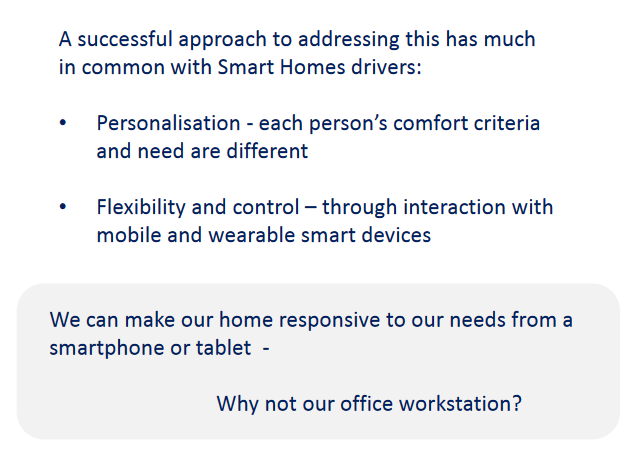 A successful approach to addressing this has much
in common with Smart Homes drivers:
• Personalisation - each person’s comfort criteria
and need are different
• Flexibility and control – through interaction with
mobile and wearable smart devices
We can make our home responsive to our needs from a
smartphone or tablet -
Why not our office workstation?